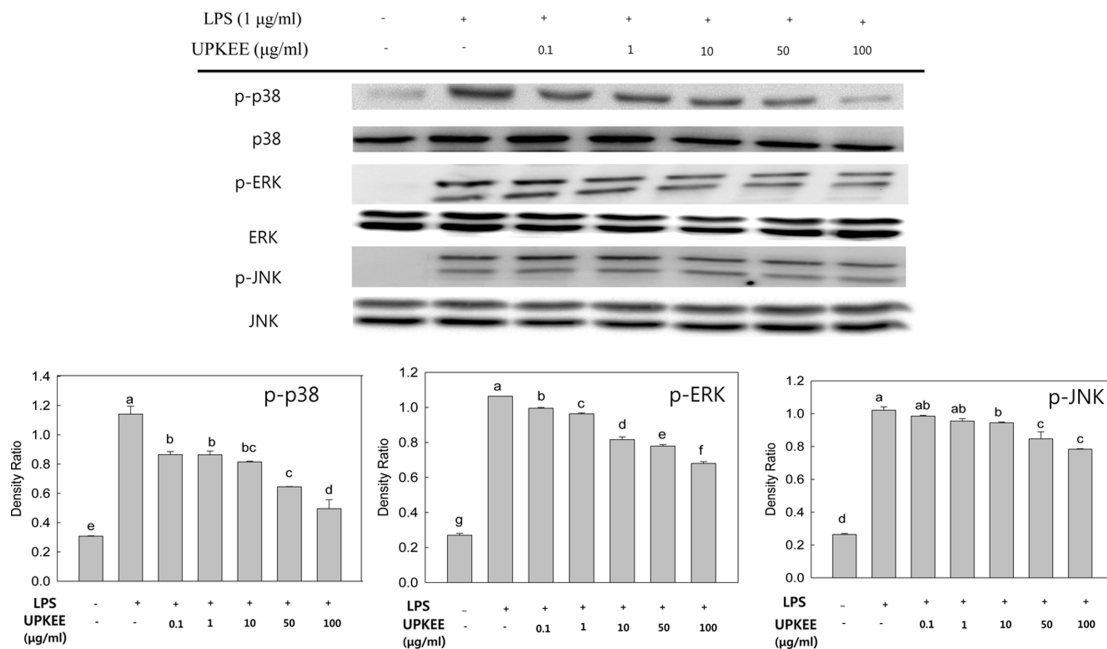 LPS (1 μg/ml) - + + + + + +
UPKEE (μg/ml) - - 0.1 1 10 50 100
p-p38
p38
p-ERK
ERK
p-JNK
JNK
p-p38
Density Ratio
1.4
1.2
1.0
0.8
0.6
0.4
0.2
0.0
e a b b bc c d
LPS - + + + + + +
UPKEE - - 0.1 1 10 50 100
(μg/ml)
p-ERK
Density Ratio
1.2
1.0
0.8
0.6
0.4
0.2
0.0
g a b c d e f
LPS - + + + + + +
UPKEE - - 0.1 1 10 50 100
(μg/ml)
p-JNK
Density Ratio
1.2
1.0
0.8
0.6
0.4
0.2
0.0
d a ab ab b c c
LPS - + + + + + +
UPKEE - - 0.1 1 10 50 100
(μg/ml)